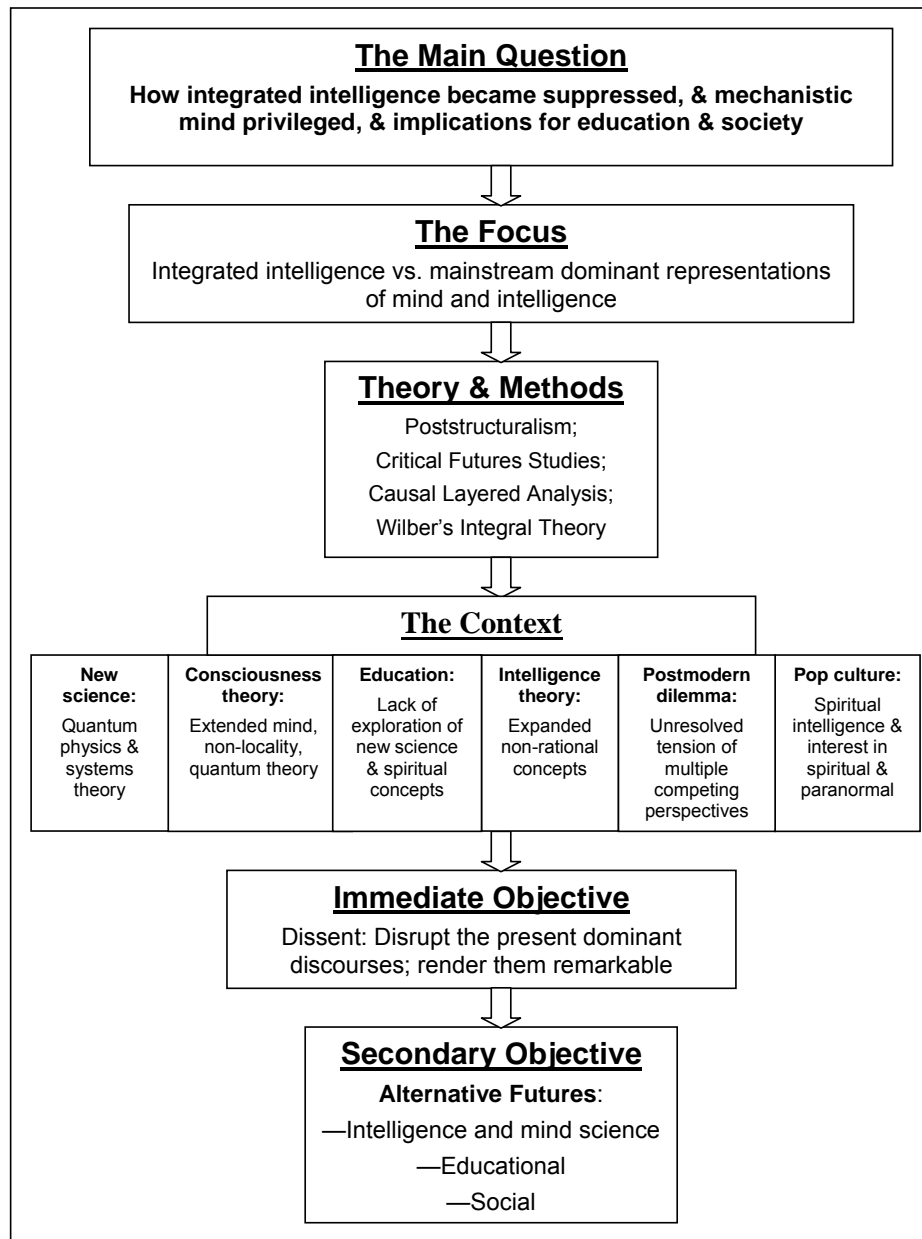 The Main Question
How integrated intelligence became suppressed, & mechanistic
mind privileged, & implications for education & society
The Focus
Integrated intelligence vs. mainstream dominant representations
of mind and intelligence
Theory & Methods
Poststructuralism;
Critical Futures Studies;
Causal Layered Analysis;
Wilber's Integral Theory
The Context
New
science:
Quantum
physics &
systems
theory
Consciousness
theory:
Extended mind,
non-locality,
quantum theory
Education:
Lack of
exploration of
new science
& spiritual
concepts
Intelligence
theory:
Expanded
non-rational
concepts
Postmodern
dilemma:
Unresolved
tension of
multiple
competing
perspectives
Pop culture:
Spiritual
intelligence &
interest in
spiritual &
paranormal
Immediate Objective
Dissent: Disrupt the present dominant
discourses; render them remarkable
Secondary Objective
Alternative Futures:
—Intelligence and mind science
—Educational
—Social